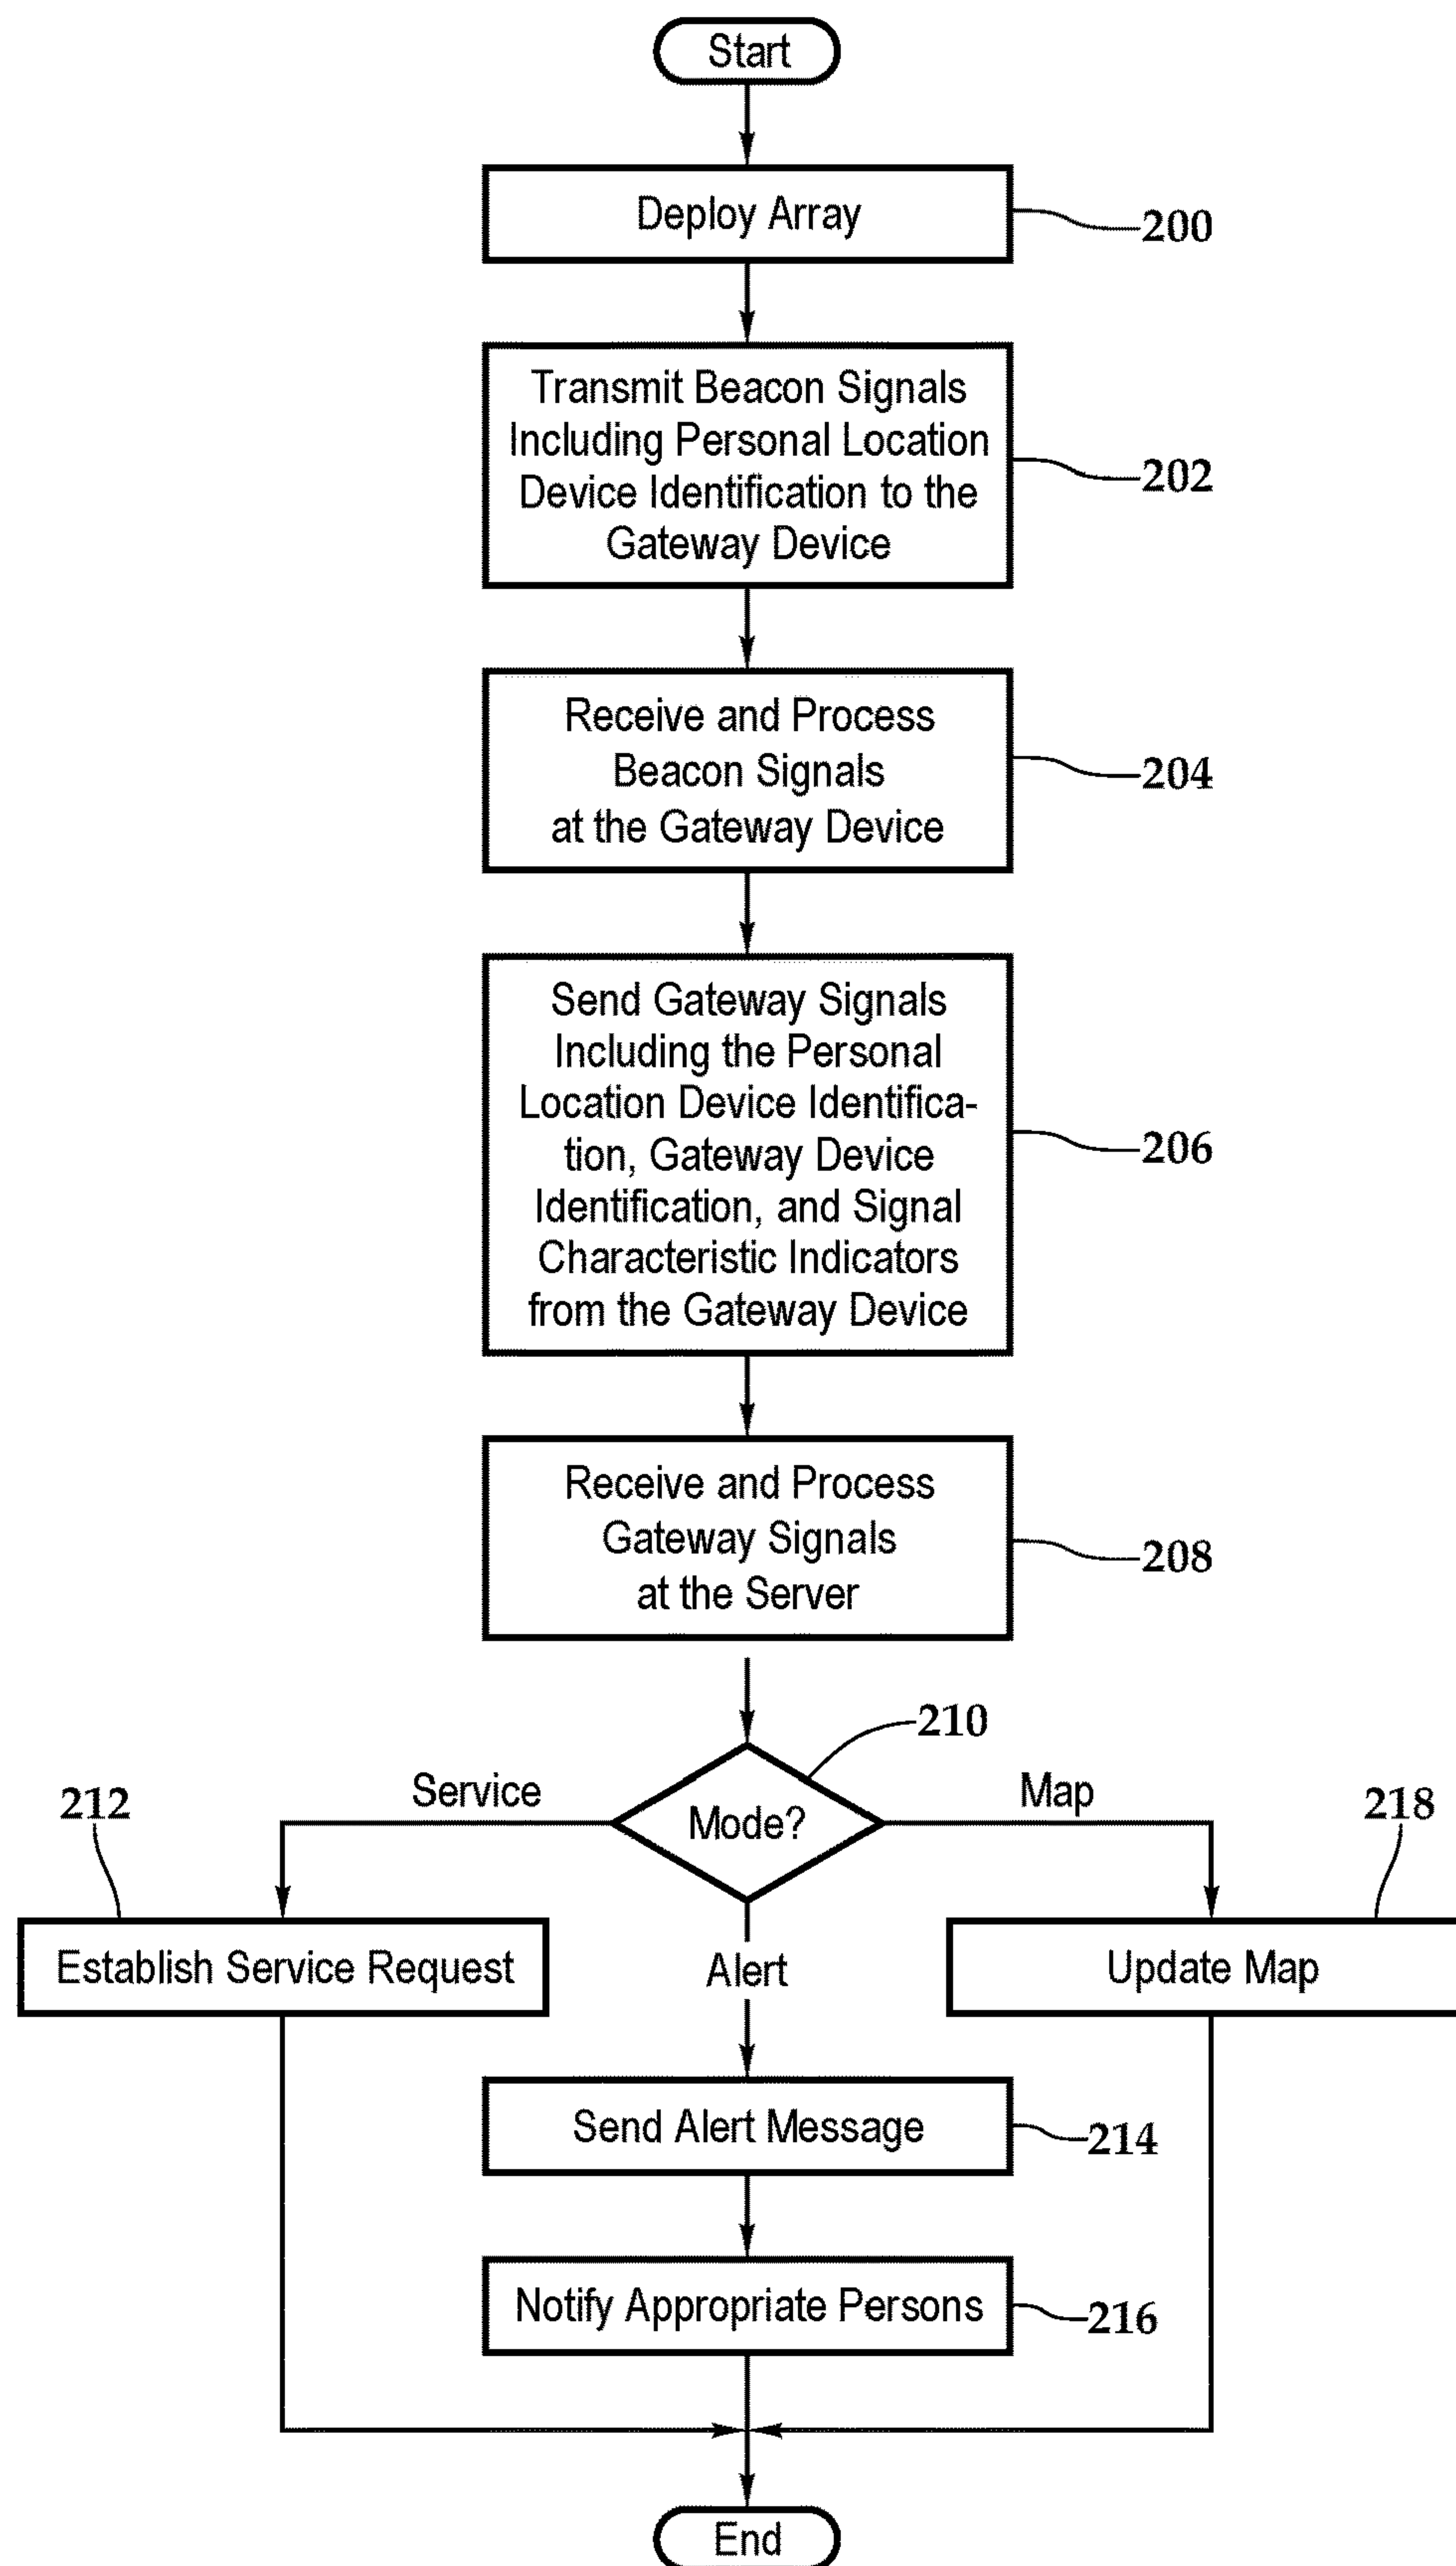 Start
Deploy Array
200
Transmit Beacon Signals
Including Personal Location
Device Identification to the
Gateway Device
202
Receive and Process
Beacon Signals
at the Gateway Device
204
Send Gateway Signals
Including the Personal
Location Device Identifica-
tion, Gateway Device
Identification, and Signal
Characteristic Indicators
from the Gateway Device
206
Receive and Process
Gateway Signals
at the Server
208
210
Mode?
Service
Map
212
218
Establish Service Request
Alert
Update Map
Send Alert Message
214
Notify Appropriate Persons
216
End